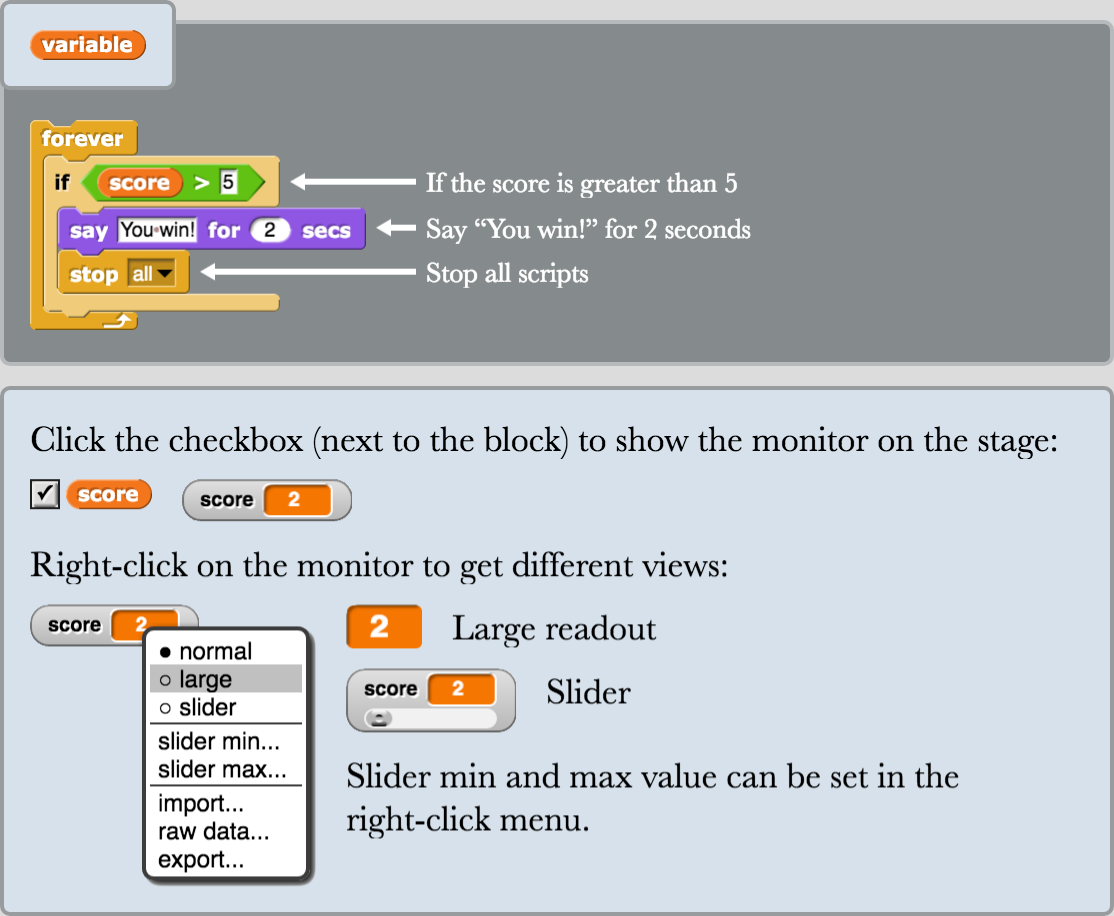 variable
forever
if score > 5
If the score is greater than 5
say You win! for 2 secs
Say “You win!” for 2 seconds
stop all
Stop all scripts
Click the checkbox (next to the block) to show the monitor on the stage:
score
score 2
Right-click on the monitor to get different views:
score 2
normal
large
slider
slider min...
slider max...
import...
raw data...
export...
2 Large readout
score 2
Slider
Slider min and max value can be set in the
right-click menu.